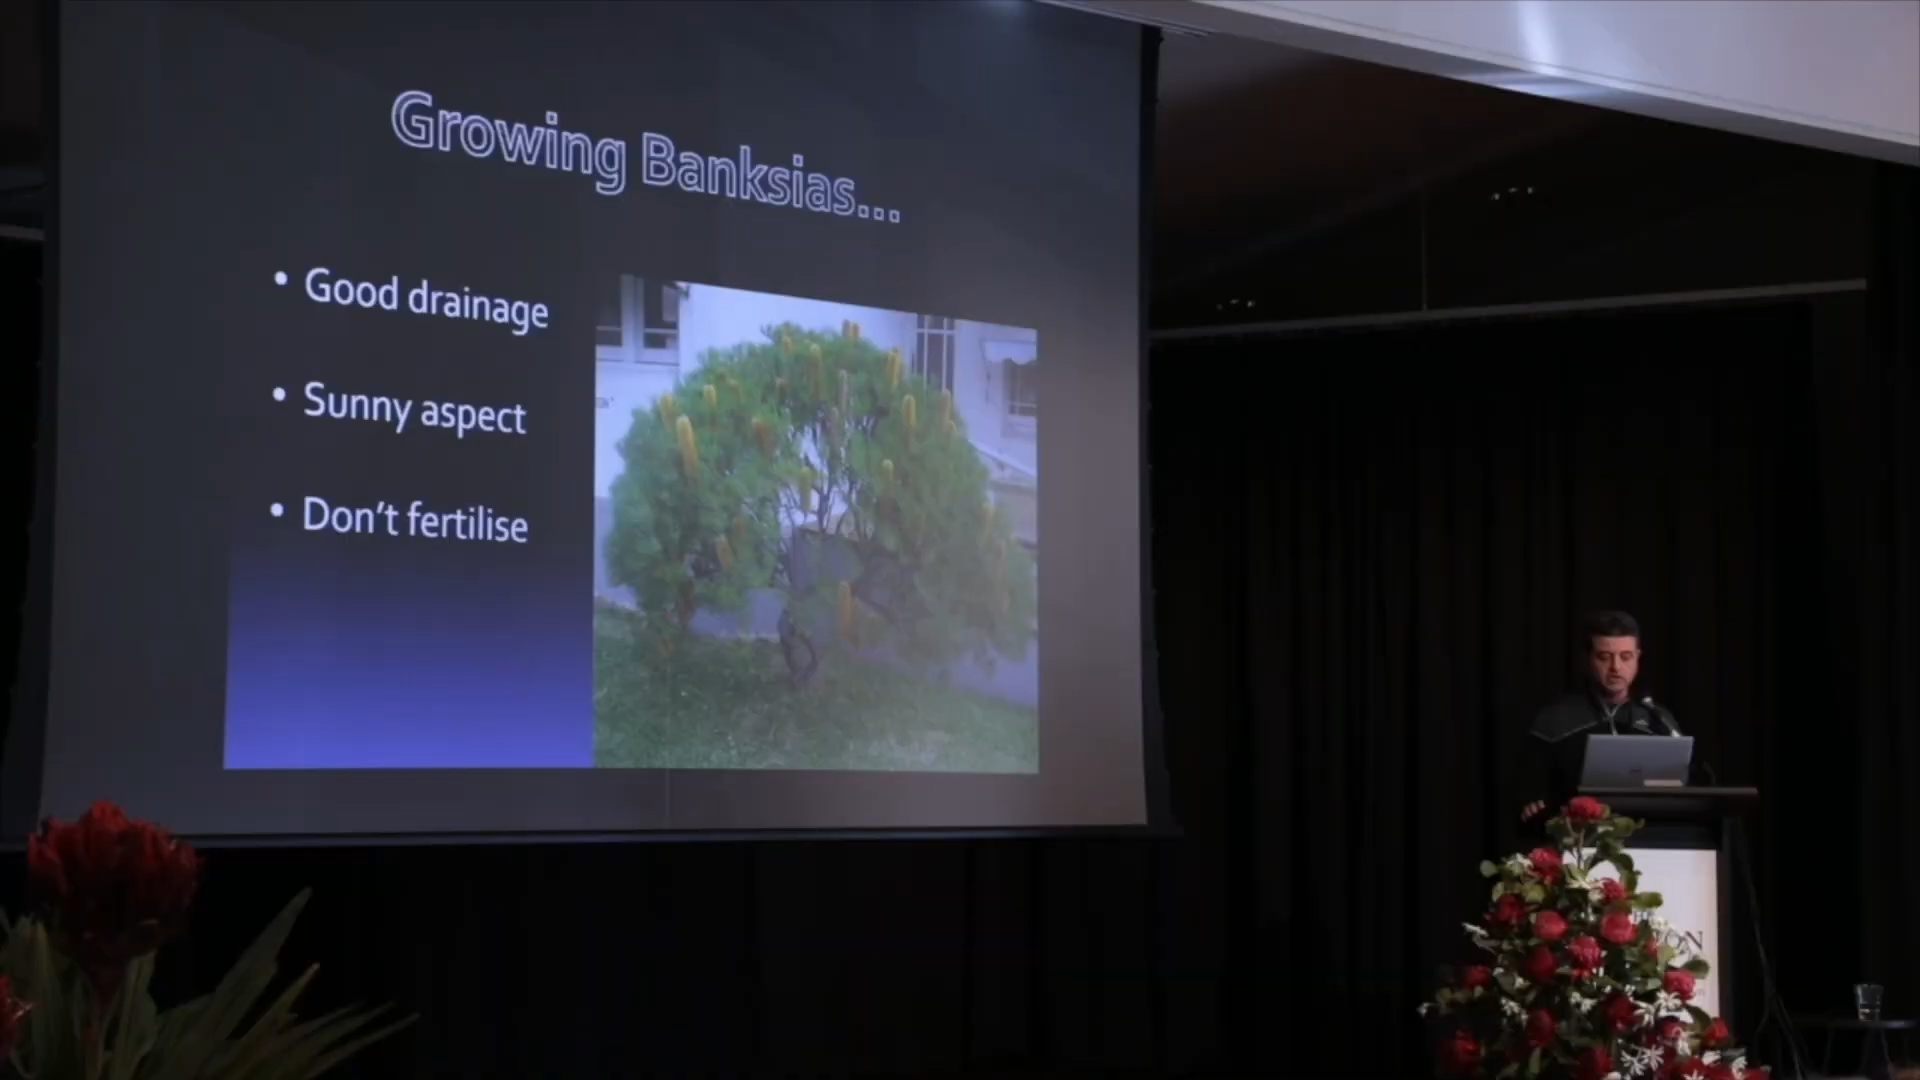 Growing Banksias...
• Good drainage
• Sunny aspect
• Don't fertilise